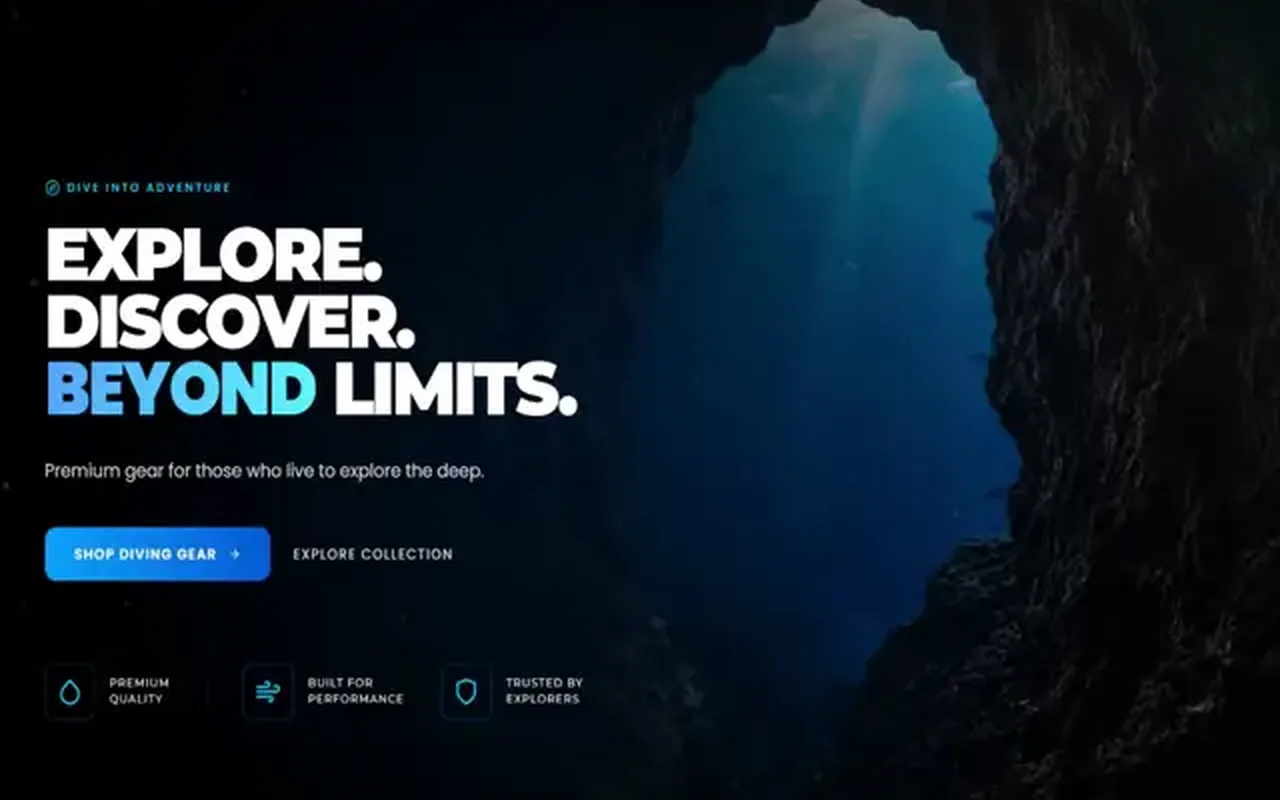 DIVE INTO ADVENTURE
EXPLORE.
DISCOVER.
BEYOND LIMITS.
Premium gear for those who live to explore the deep.
SHOP DIVING GEAR →
EXPLORE COLLECTION
PREMIUM
QUALITY
BUILT FOR
PERFORMANCE
TRUSTED BY
EXPLORERS